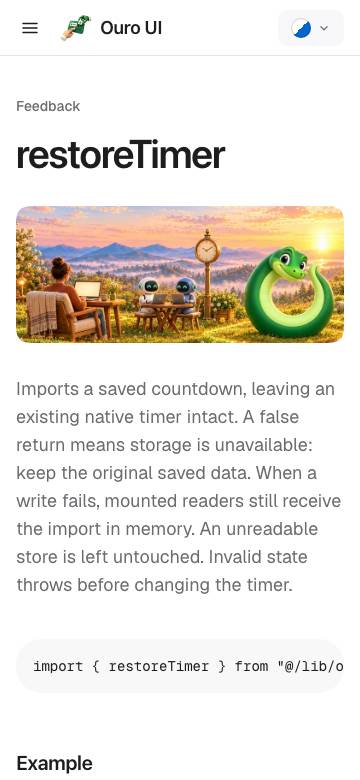 Ouro UI
Feedback
restoreTimer
Imports a saved countdown, leaving an
existing native timer intact. A false
return means storage is unavailable:
keep the original saved data. When a
write fails, mounted readers still receive
the import in memory. An unreadable
store is left untouched. Invalid state
throws before changing the timer.
import { restoreTimer } from "@/lib/o
Example